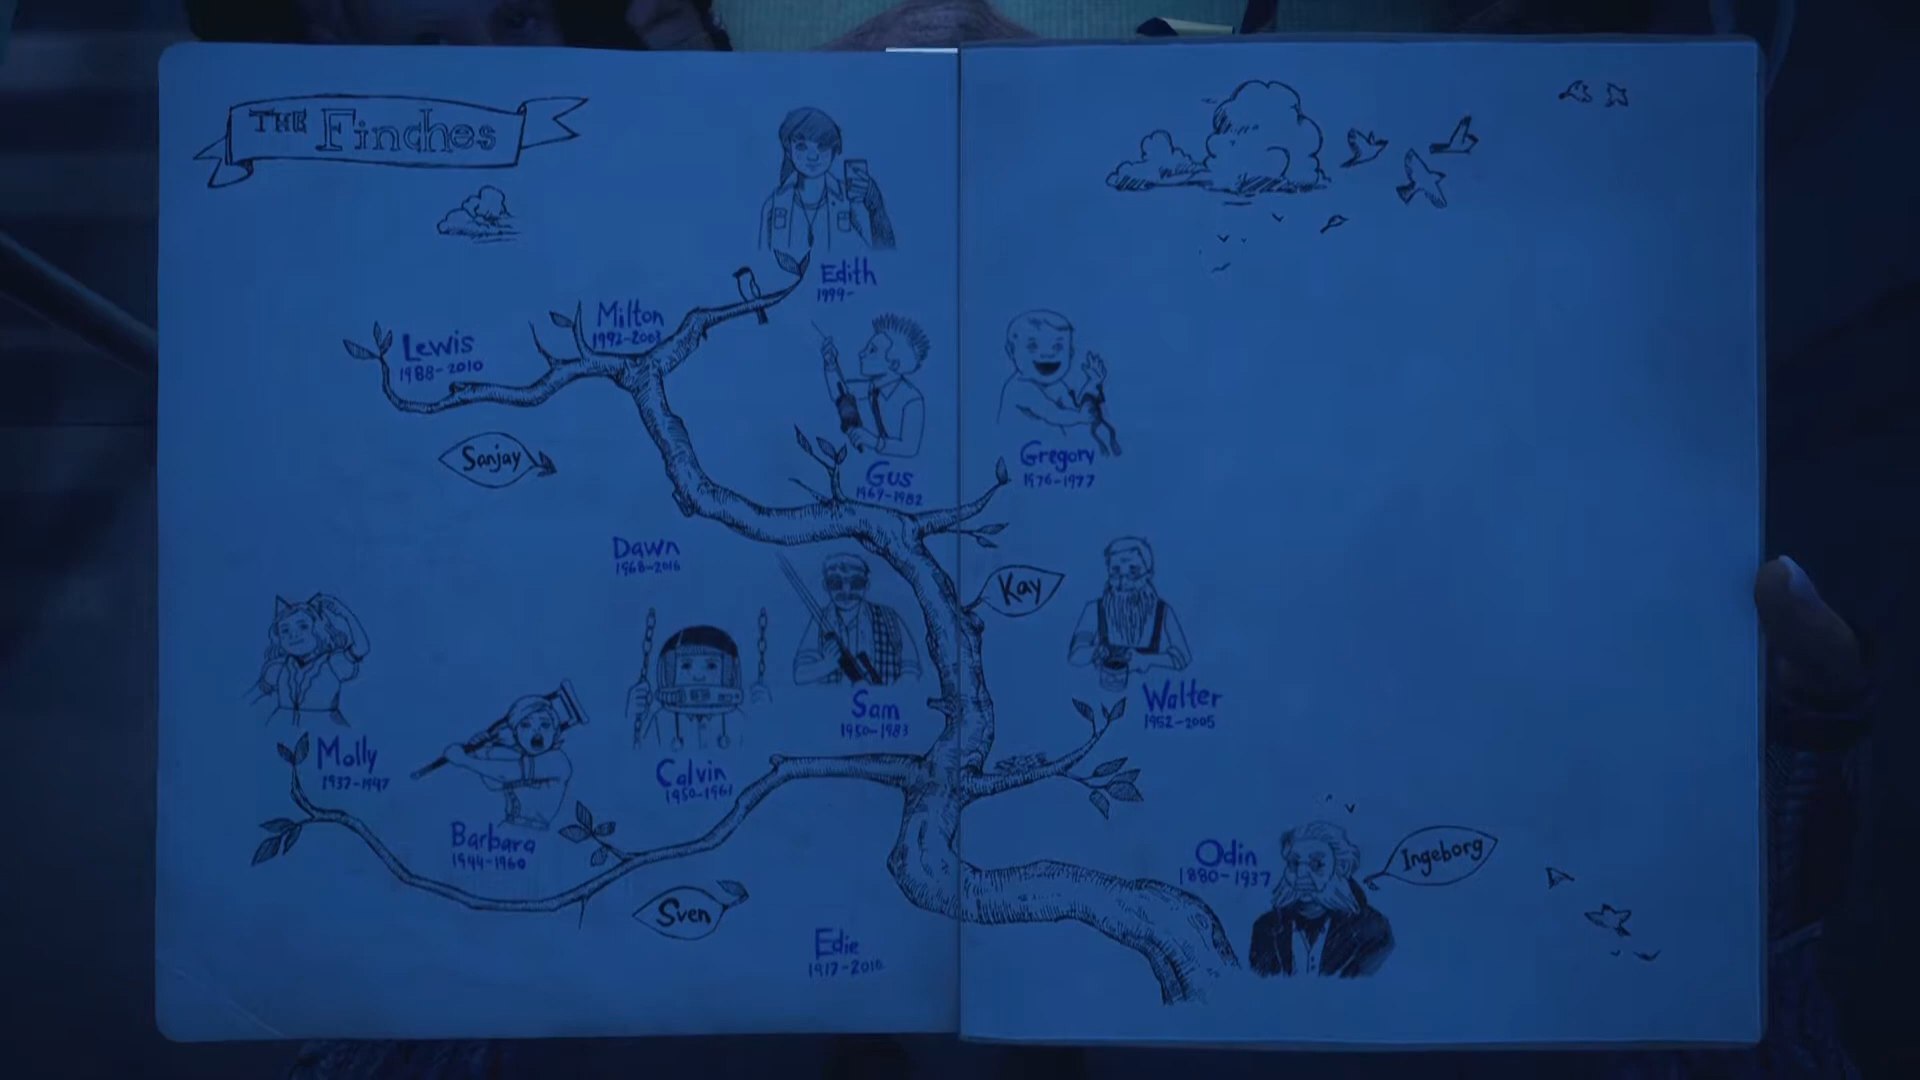 THE Finches
Edith
1999-
Milton
1992-2003
Lewis
1988-2010
Sanjay
Gus
1969-1982
Gregory
1976-1977
Dawn
1968-2016
Kay
Sam
1950-1983
Walter
1952-2005
Molly
1937-1947
Calvin
1950-1961
Barbara
1944-1960
Sven
Odin
1880-1937
Ingeborg
Edie
1917-2016